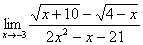 lim x→-3 (√(x+10) - √(4-x)) / (2x² - x - 21)